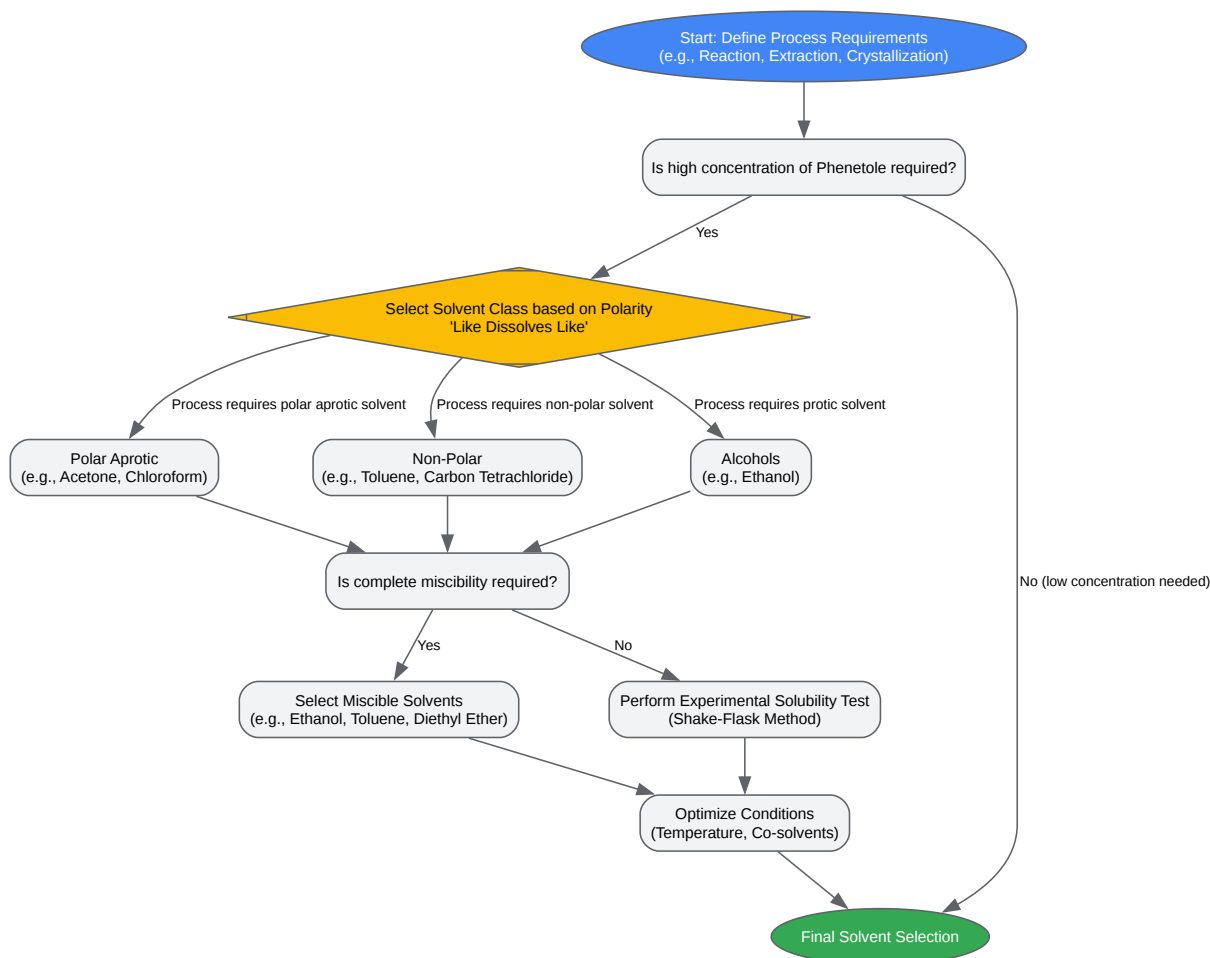 Start: Define Process Requirements
(e.g., Reaction, Extraction, Crystallization)
Is high concentration of Phenetole required?
Yes
Select Solvent Class based on Polarity
'Like Dissolves Like'
Process requires polar aprotic solvent
Process requires non-polar solvent
Process requires protic solvent
Polar Aprotic
(e.g., Acetone, Chloroform)
Non-Polar
(e.g., Toluene, Carbon Tetrachloride)
Alcohols
(e.g., Ethanol)
Is complete miscibility required?
No (low concentration needed)
Yes
No
Select Miscible Solvents
(e.g., Ethanol, Toluene, Diethyl Ether)
Perform Experimental Solubility Test
(Shake-Flask Method)
Optimize Conditions
(Temperature, Co-solvents)
Final Solvent Selection